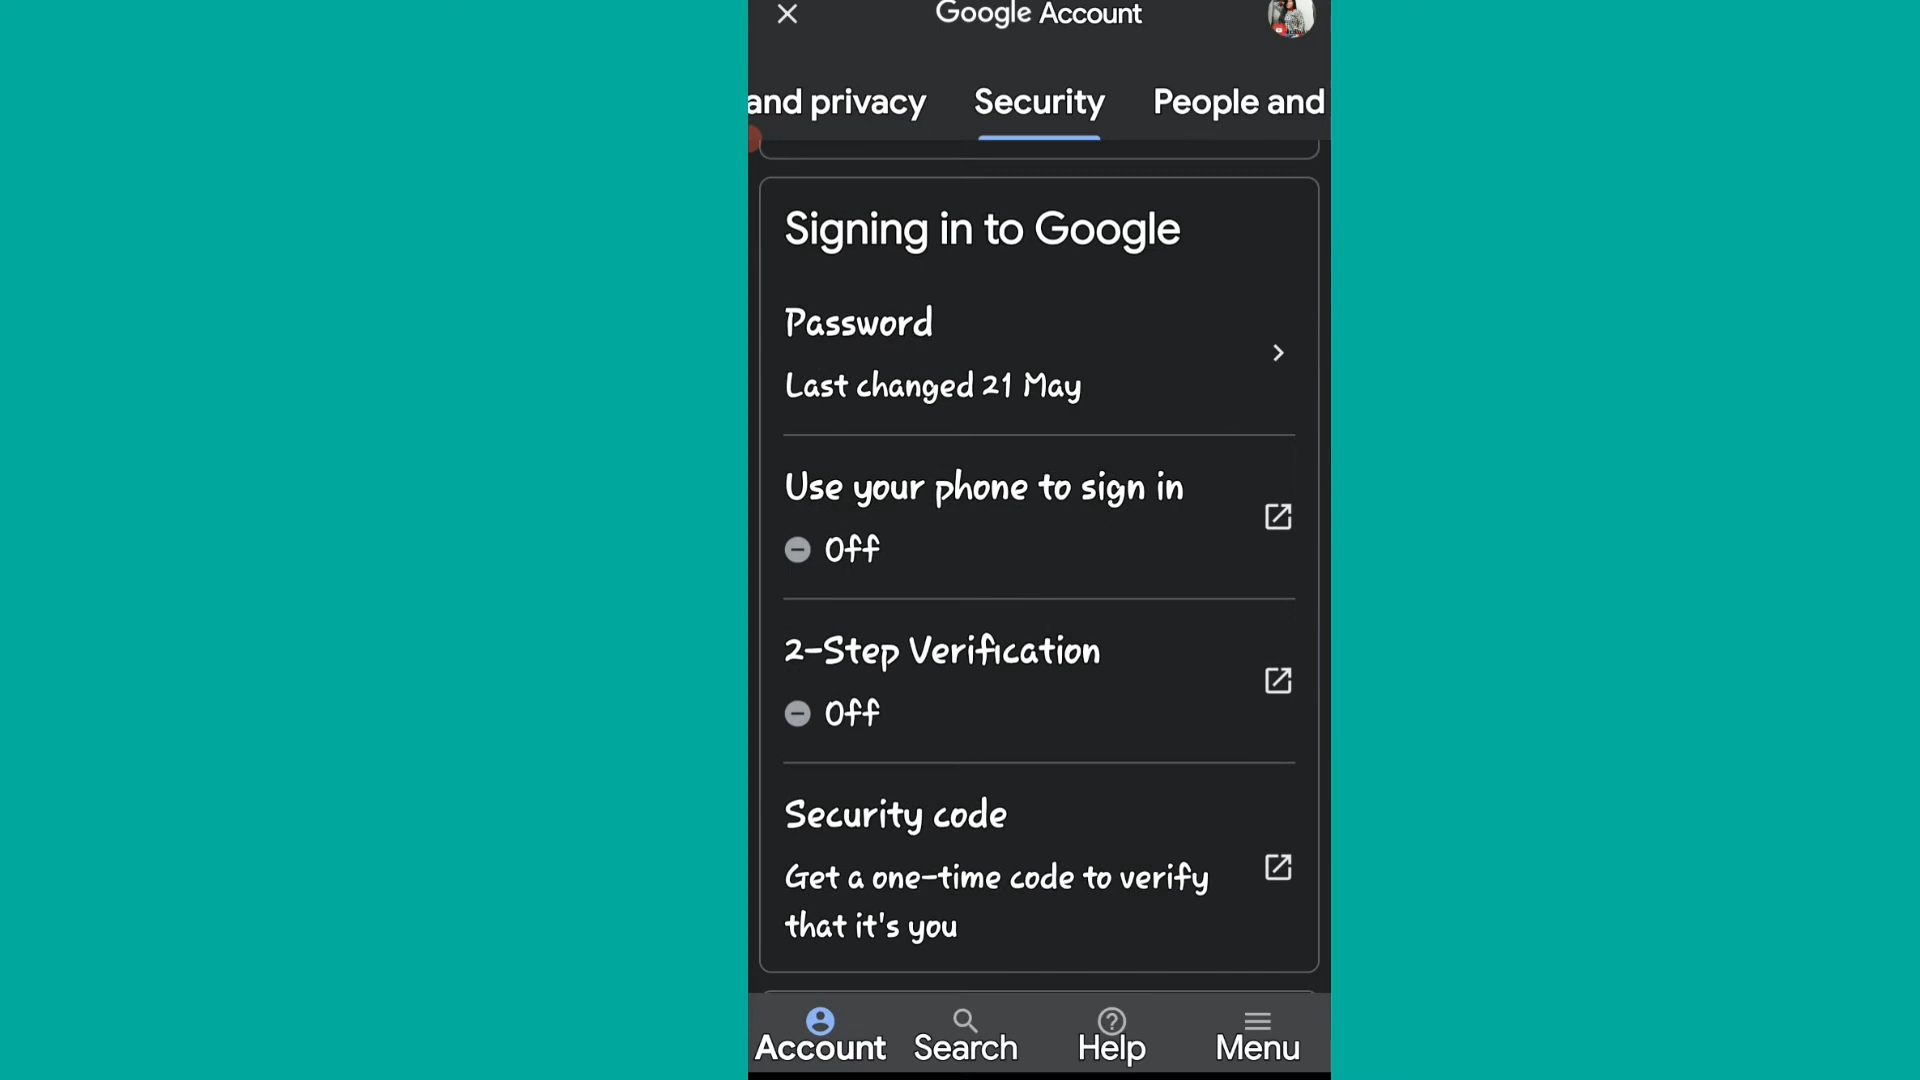 Google Account
and privacy Security People and
Signing in to Google
Password
Last changed 21 May
Use your phone to sign in
Off
2-Step Verification
Off
Security code
Get a one-time code to verify
that it's you
Account Search Help Menu